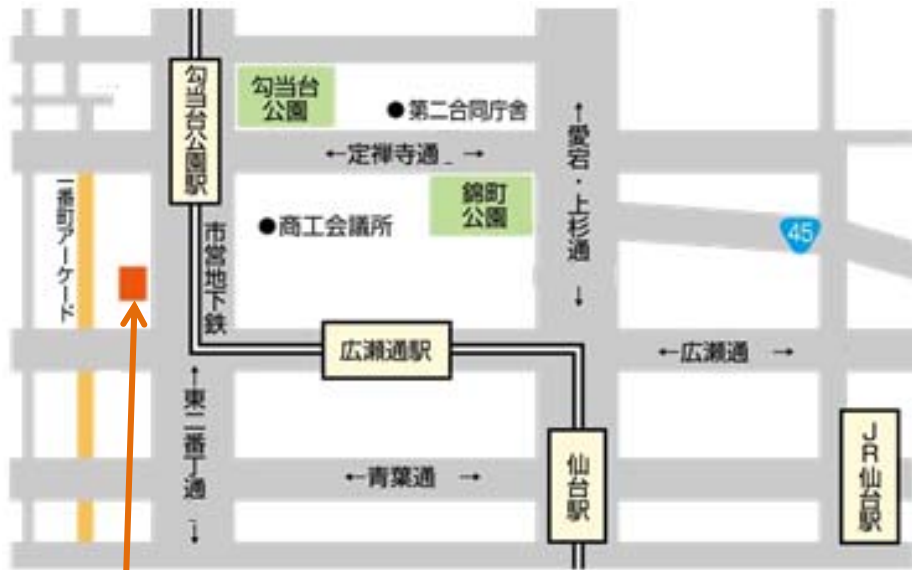 勾当台公園駅
勾当台
公園
●第二合同庁舎
←定禅寺通_→
←愛宕・上杉通→
一番町アーケード
市営地下鉄
●商工会議所
錦町
公園
45
広瀬通駅
←広瀬通→
←東二番丁通→
←青葉通→
仙台駅
JR仙台駅